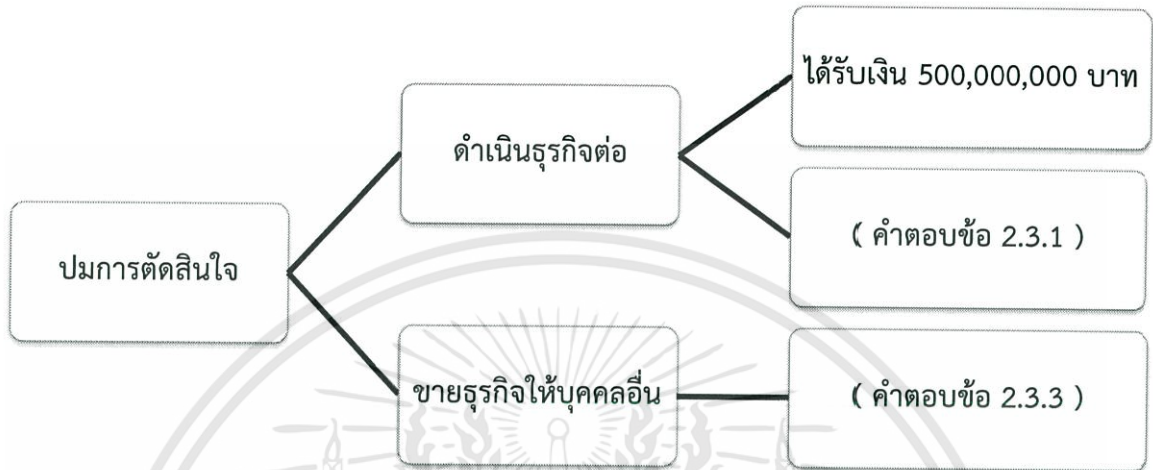 ได้รับเงิน 500,000,000 บาท
ดำเนินธุรกิจต่อ
( คำตอบข้อ 2.3.1 )
ปมการตัดสินใจ
ขายธุรกิจให้บุคคลอื่น
( คำตอบข้อ 2.3.3 )